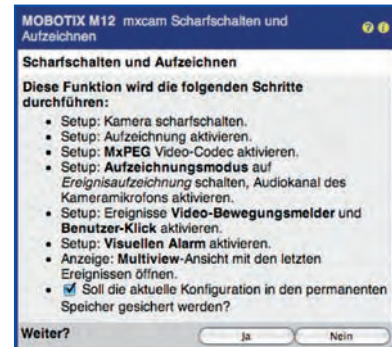 MOBOTIX M12 mxcam Scharfschalten und
Aufzeichnen
Scharfschalten und Aufzeichnen
Diese Funktion wird die folgenden Schritte
durchführen:
• Setup: Kamera scharfschalten.
• Setup: Aufzeichnung aktivieren.
• Setup: MxPEG Video-Codec aktivieren.
• Setup: Aufzeichnungsmodus auf
Ereignisaufzeichnung schalten, Audiokanal des
Kameramikrofons aktivieren.
• Setup: Ereignisse Video-Bewegungsmelder und
Benutzer-Klick aktivieren.
• Setup: Visuellen Alarm aktivieren.
• Anzeige: Multiview-Ansicht mit den letzten
Ereignissen öffnen.
• Soll die aktuelle Konfiguration in den permanenten
Speicher gesichert werden?
Weiter? Ja Nein